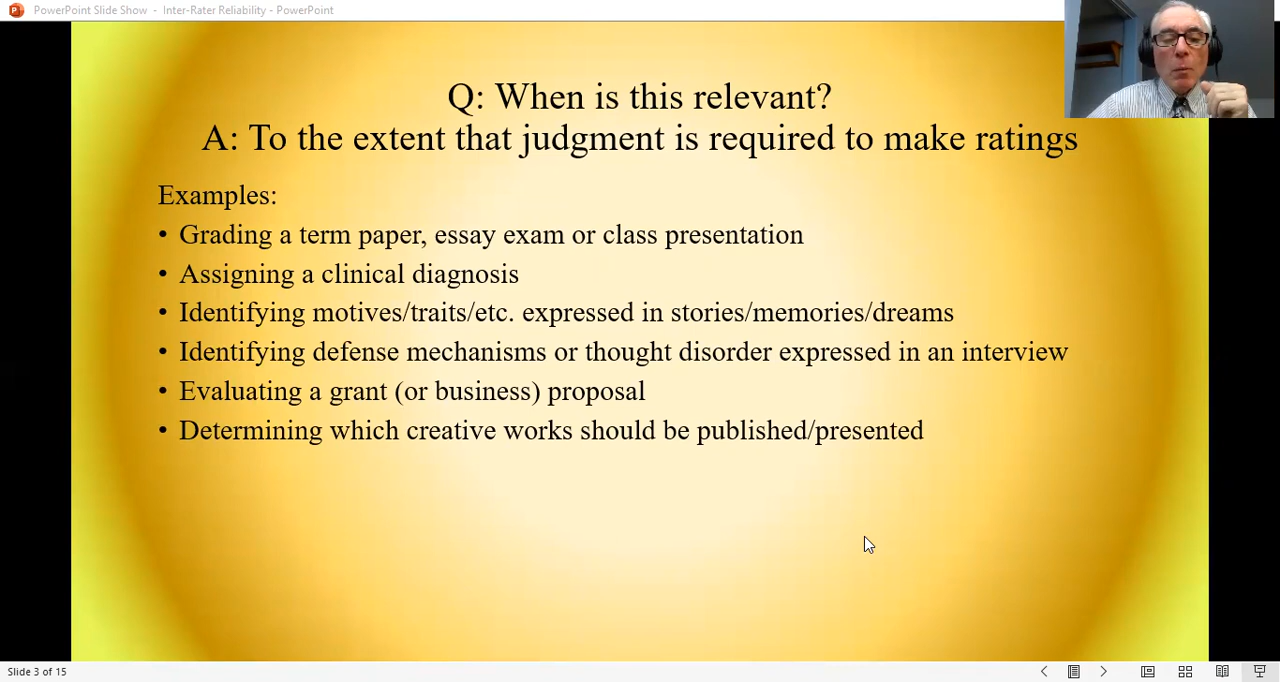 PowerPoint Slide Show - Inter-Rater Reliability - PowerPoint
Q: When is this relevant?
A: To the extent that judgment is required to make ratings
Examples:
• Grading a term paper, essay exam or class presentation
• Assigning a clinical diagnosis
• Identifying motives/traits/etc. expressed in stories/memories/dreams
• Identifying defense mechanisms or thought disorder expressed in an interview
• Evaluating a grant (or business) proposal
• Determining which creative works should be published/presented
Slide 3 of 15